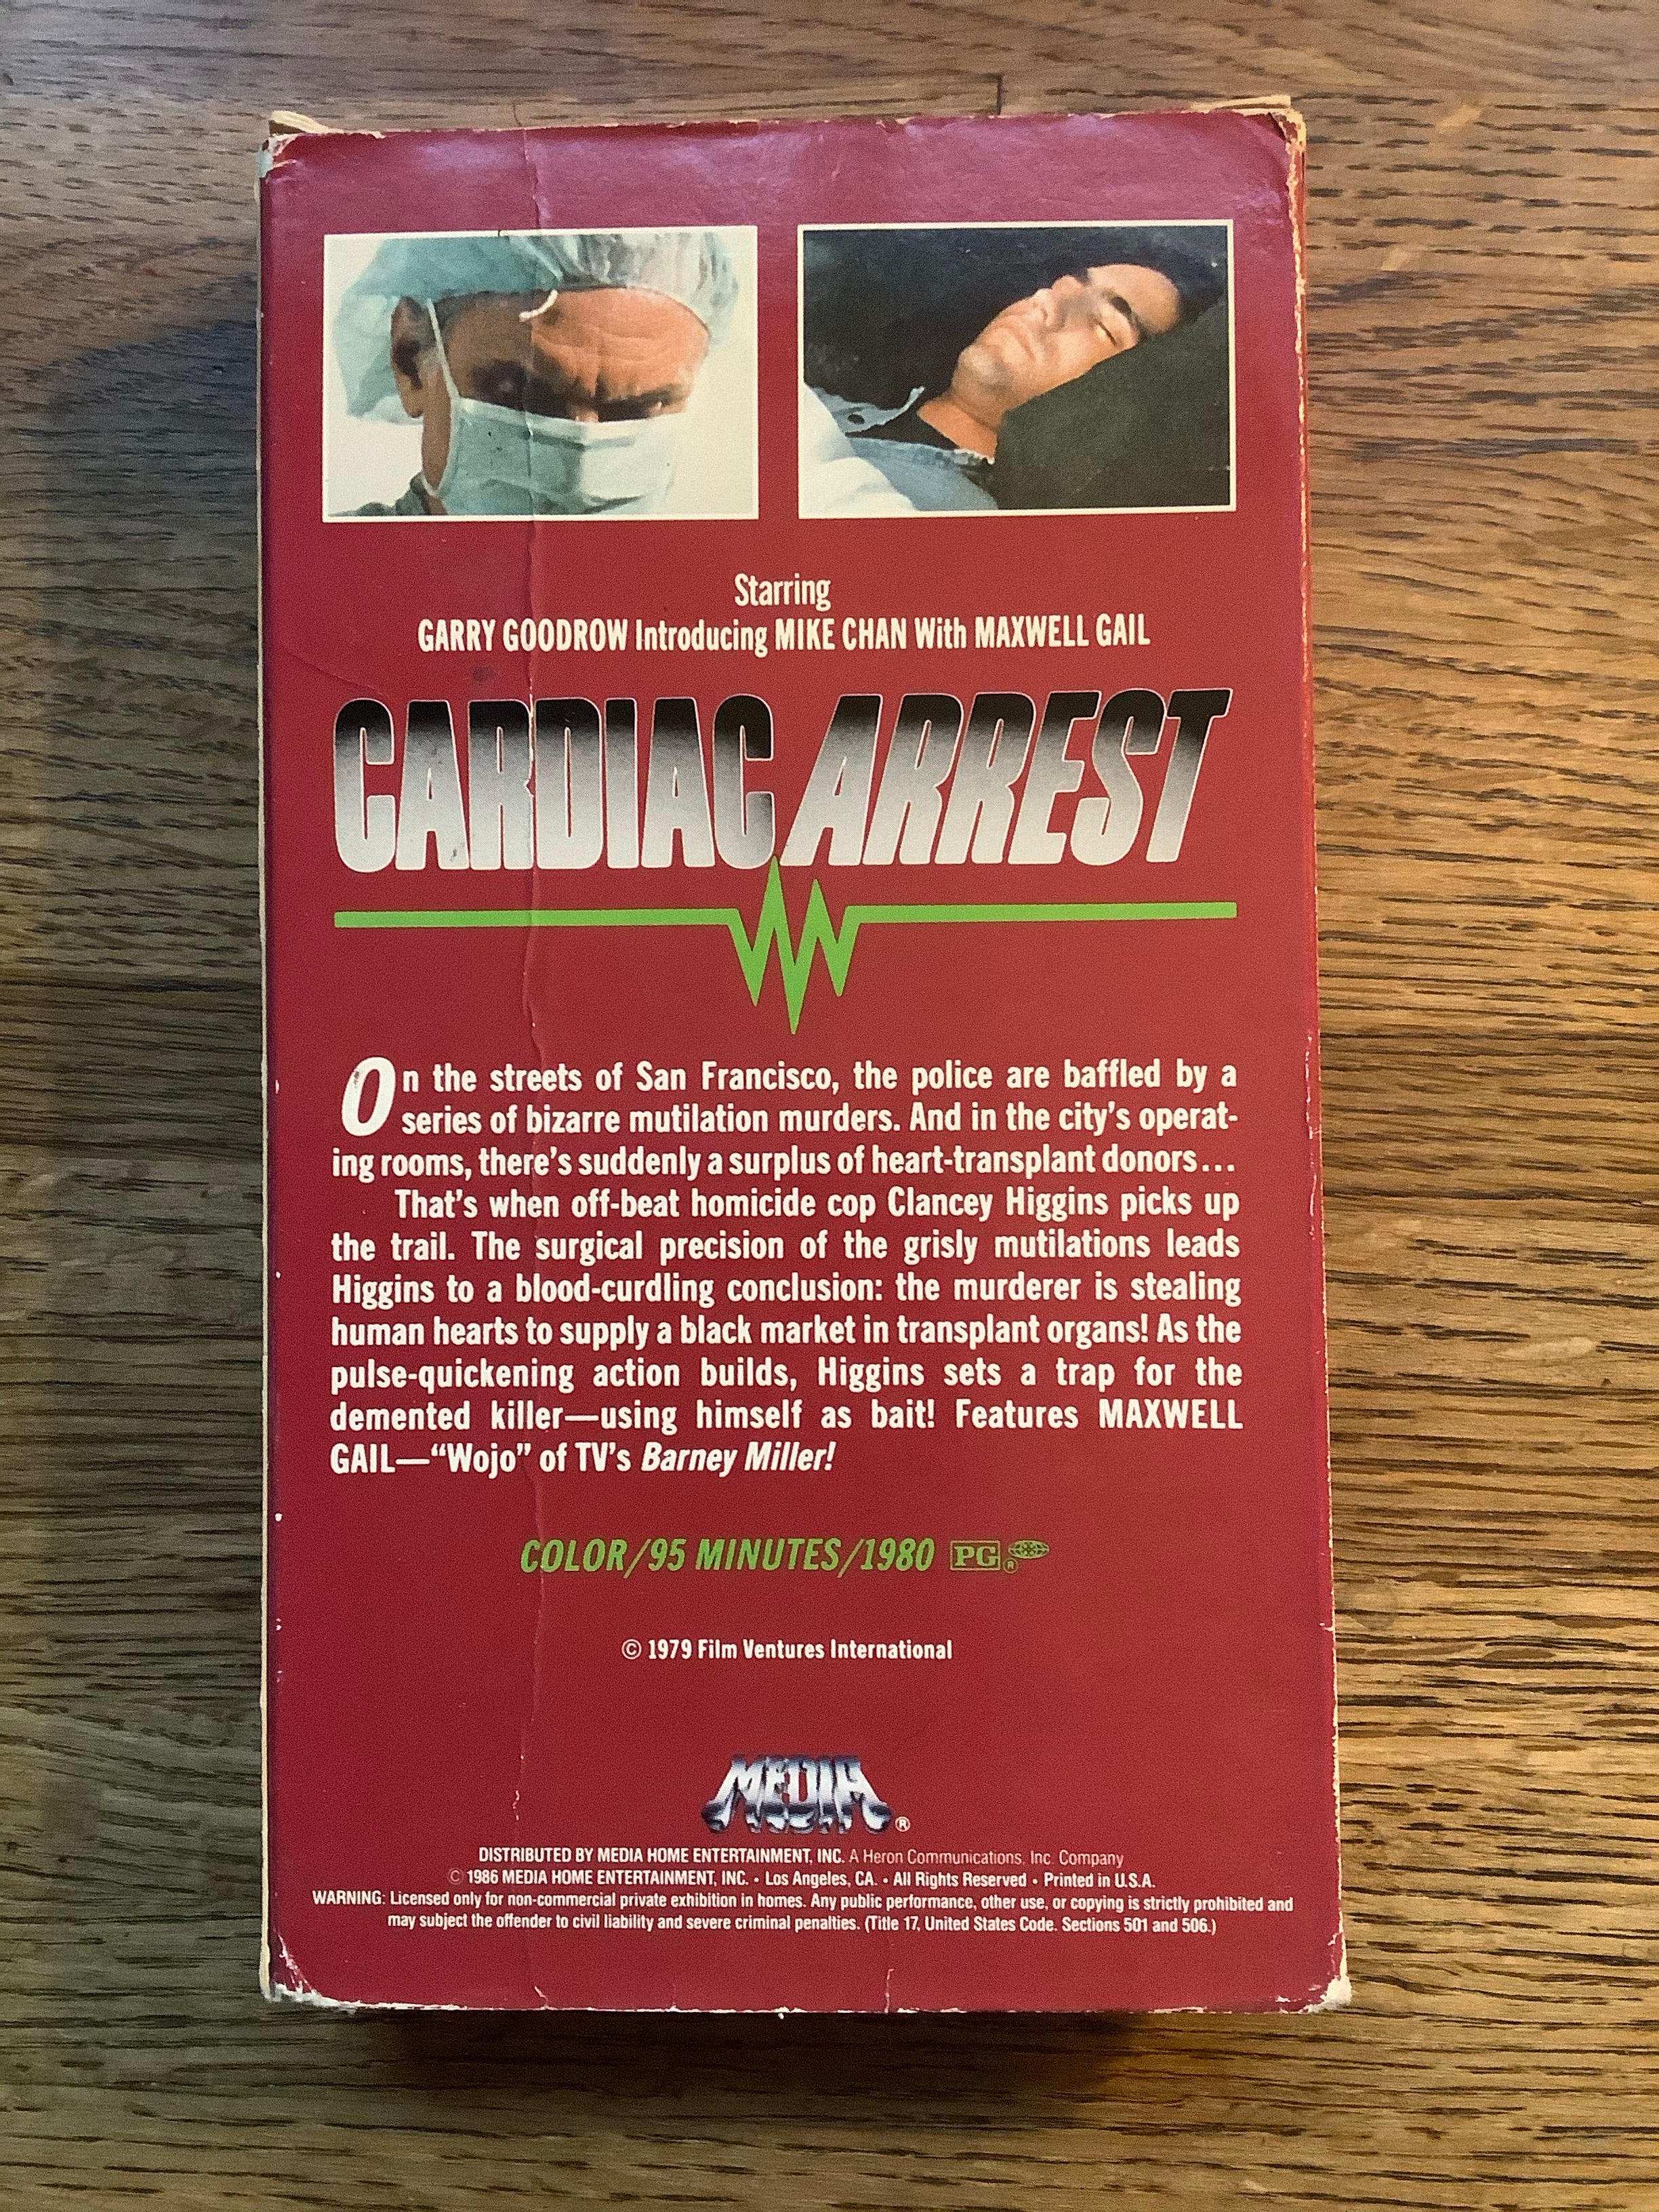 Starring
GARRY GOODROW Introducing MIKE CHAN With MAXWELL GAIL
CARDIAC ARREST
On the streets of San Francisco, the police are baffled by a
series of bizarre mutilation murders. And in the city's operat-
ing rooms, there's suddenly a surplus of heart-transplant donors...
That's when off-beat homicide cop Clancey Higgins picks up
the trail. The surgical precision of the grisly mutilations leads
Higgins to a blood-curdling conclusion: the murderer is stealing
human hearts to supply a black market in transplant organs! As the
pulse-quickening action builds, Higgins sets a trap for the
demented killer—using himself as bait! Features MAXWELL
GAIL—“Wojo” of TV's Barney Miller!
COLOR/95 MINUTES/1980 PG ®
© 1979 Film Ventures International
MEDIA ®
DISTRIBUTED BY MEDIA HOME ENTERTAINMENT, INC. A Heron Communications, Inc. Company
© 1986 MEDIA HOME ENTERTAINMENT, INC. • Los Angeles, CA. • All Rights Reserved • Printed in U.S.A.
WARNING: Licensed only for non-commercial private exhibition in homes. Any public performance, other use, or copying is strictly prohibited and
may subject the offender to civil liability and severe criminal penalties. (Title 17, United States Code. Sections 501 and 506.)